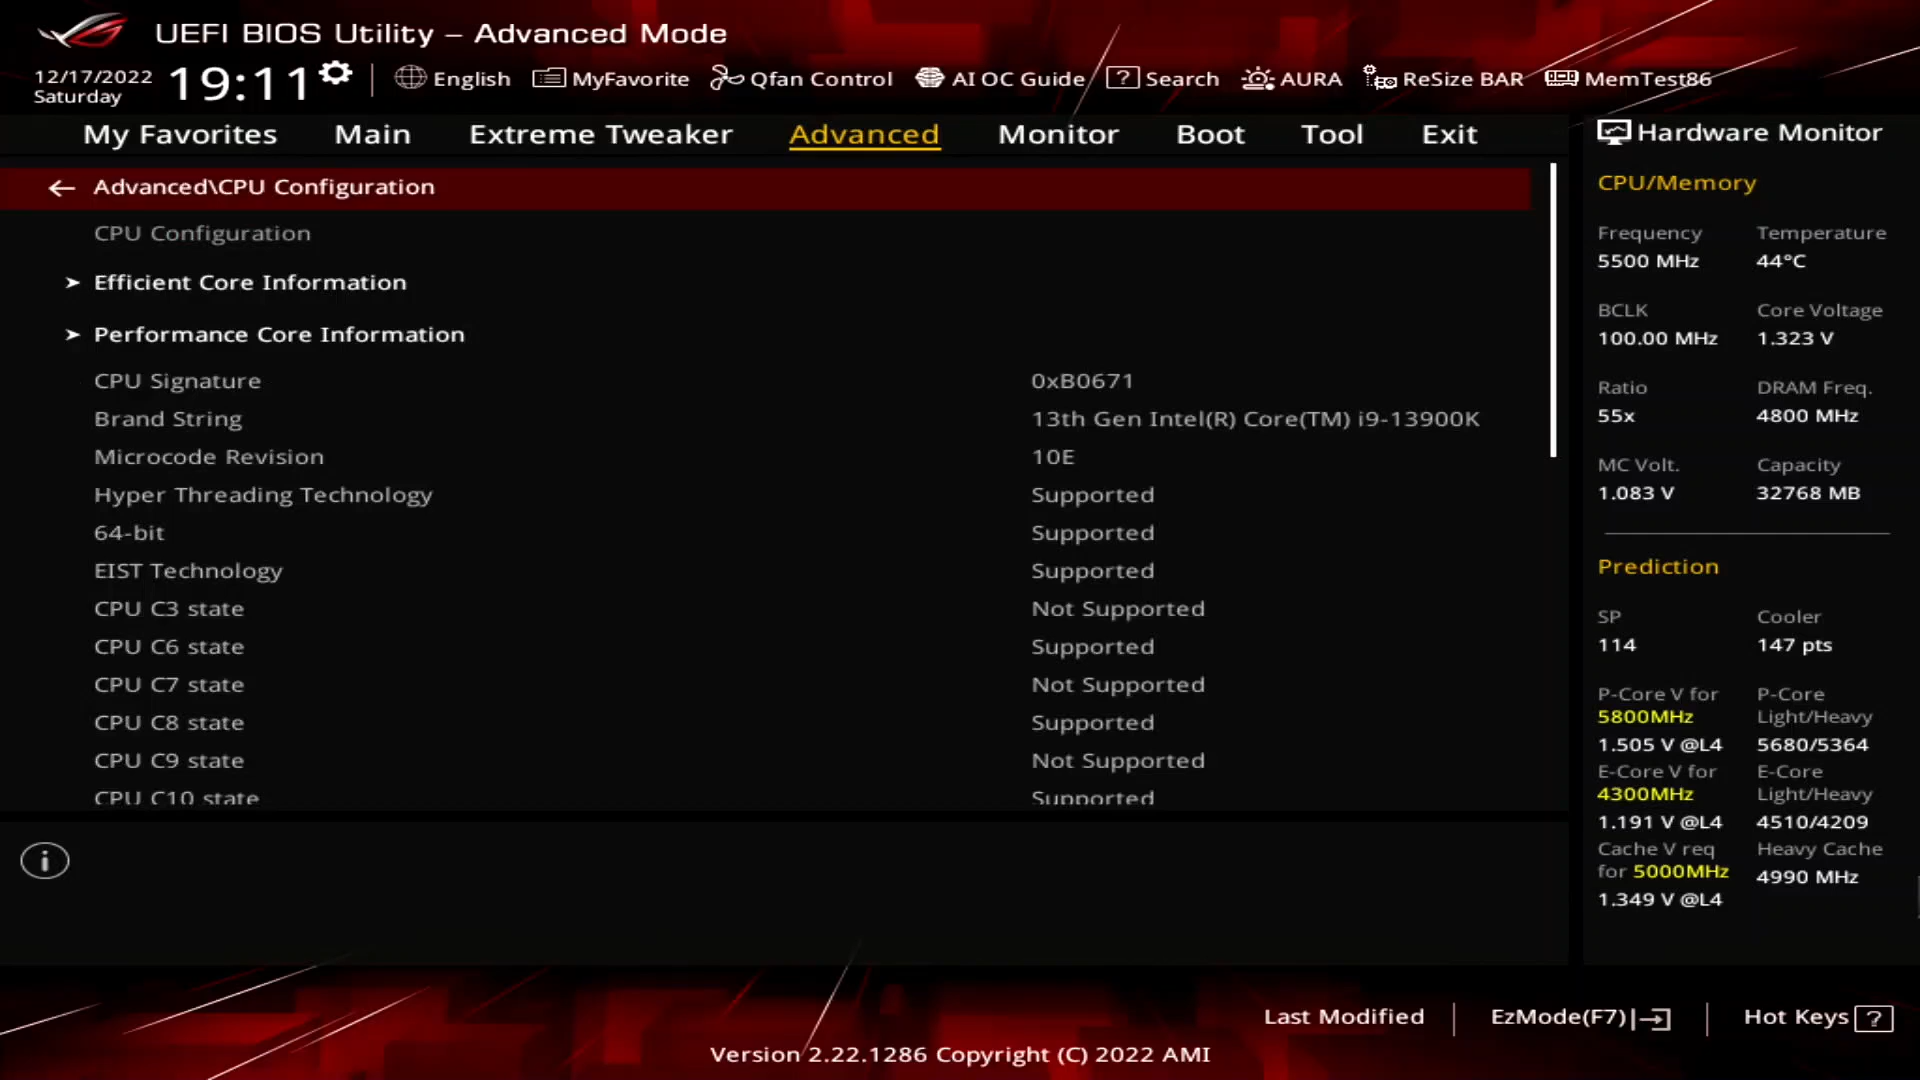 UEFI BIOS Utility – Advanced Mode
12/17/2022
Saturday
19:11
English
MyFavorite
Qfan Control
AI OC Guide
? Search
AURA
ReSize BAR
MemTest86
My Favorites
Main
Extreme Tweaker
Advanced
Monitor
Boot
Tool
Exit
Advanced\CPU Configuration
CPU Configuration
Efficient Core Information
Performance Core Information
CPU Signature 0xB0671
Brand String 13th Gen Intel(R) Core(TM) i9-13900K
Microcode Revision 10E
Hyper Threading Technology Supported
64-bit Supported
EIST Technology Supported
CPU C3 state Not Supported
CPU C6 state Supported
CPU C7 state Not Supported
CPU C8 state Supported
CPU C9 state Not Supported
CPU C10 state Supported
i
Hardware Monitor
CPU/Memory
Frequency Temperature
5500 MHz 44°C
BCLK Core Voltage
100.00 MHz 1.323 V
Ratio DRAM Freq.
55x 4800 MHz
MC Volt. Capacity
1.083 V 32768 MB
Prediction
SP Cooler
114 147 pts
P-Core V for P-Core
5800MHz Light/Heavy
1.505 V @L4 5680/5364
E-Core V for E-Core
4300MHz Light/Heavy
1.191 V @L4 4510/4209
Cache V req Heavy Cache
for 5000MHz 4990 MHz
1.349 V @L4
Last Modified
EzMode(F7)
Hot Keys ?
Version 2.22.1286 Copyright (C) 2022 AMI